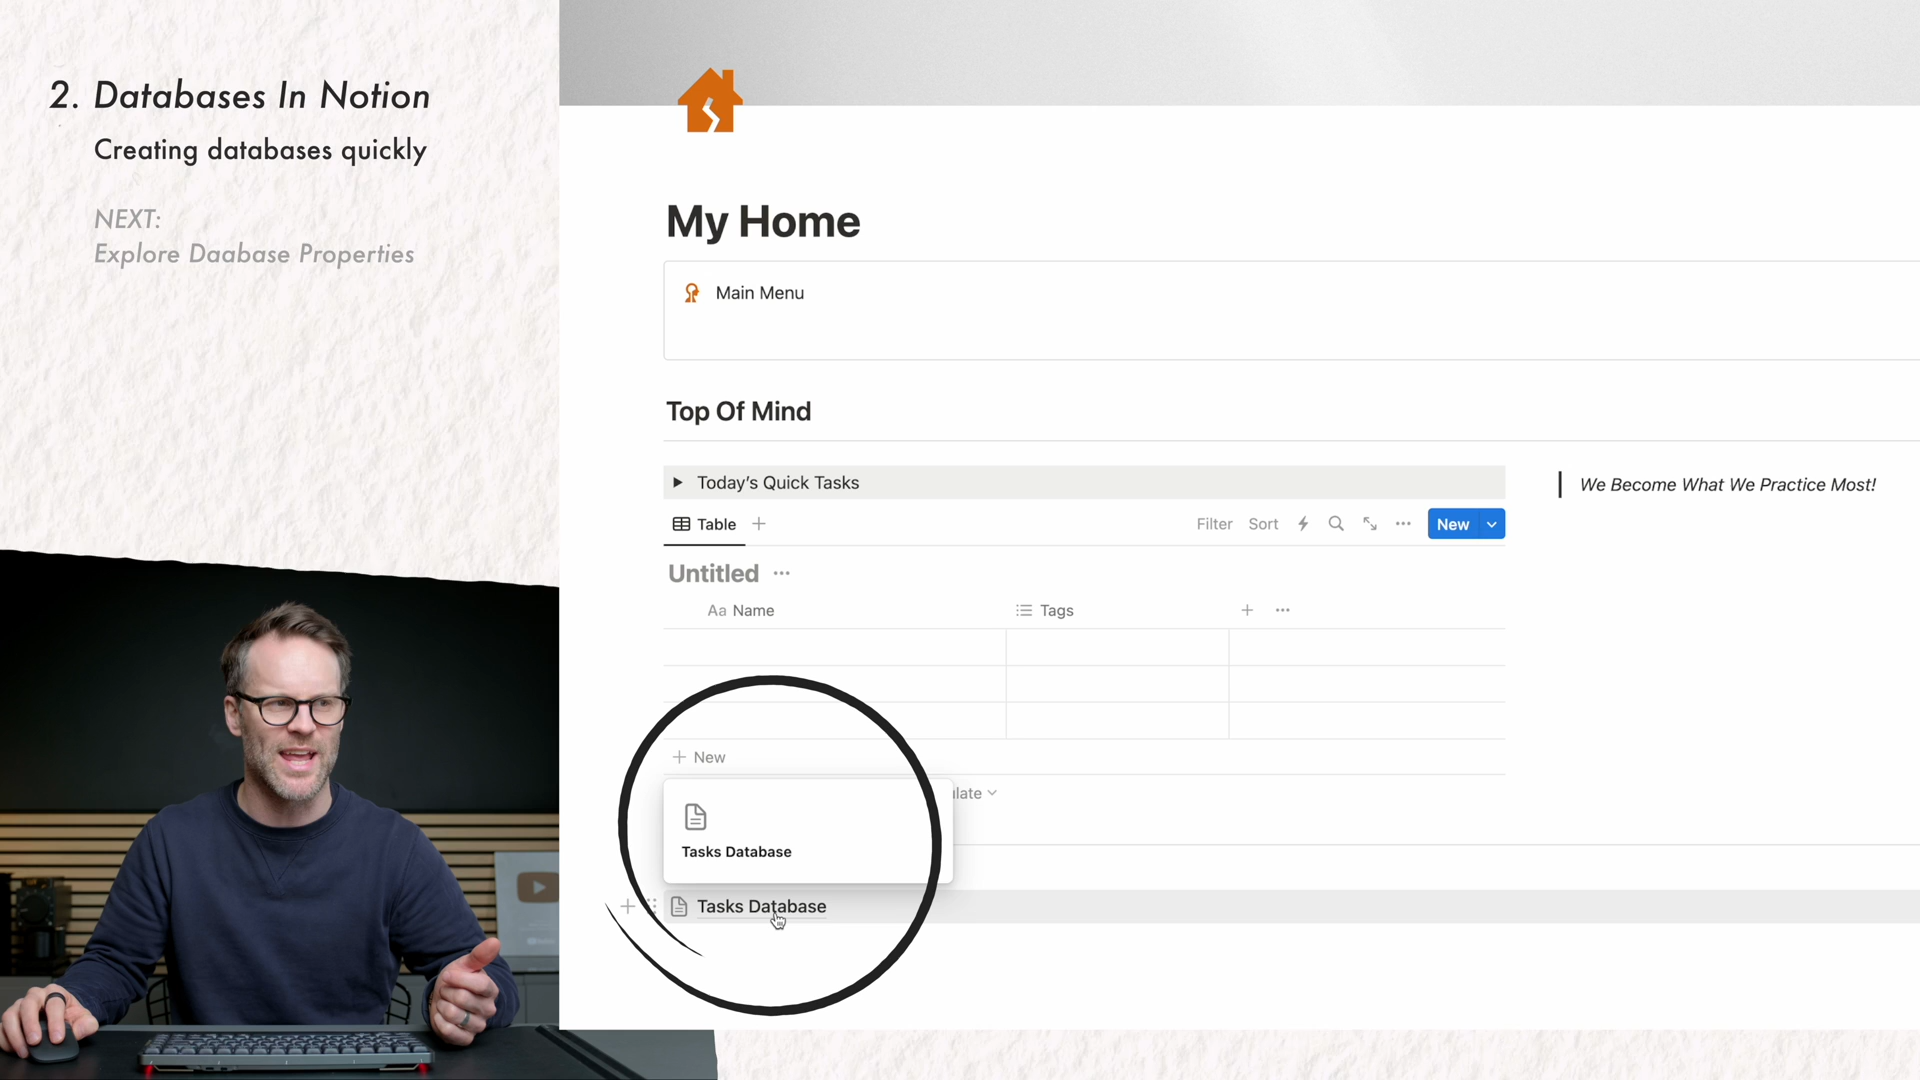 2. Databases In Notion
Creating databases quickly
NEXT:
Explore Daabase Properties
My Home
Main Menu
Top Of Mind
Today's Quick Tasks
We Become What We Practice Most!
Table
Filter Sort
New
Untitled
Aa Name
Tags
New
late
Tasks Database
Tasks Database